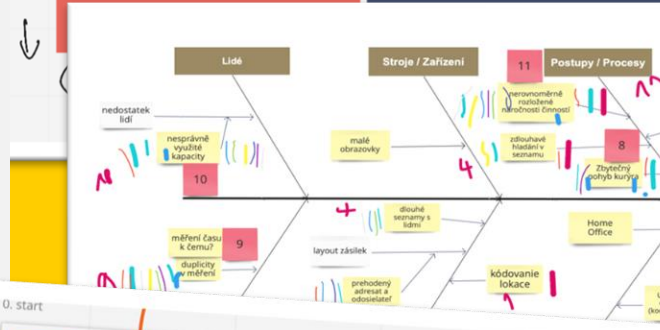 Lidé
Stroje / Zařízení
Postupy / Procesy
11
nedostatek
lidí
nerovnoměrně
rozložené
náročnosti činností
nesprávně
využité
kapacity
malé
obrazovky
zdlouhavé
hledání v
seznamu
8
Zbytečný
pohyb kurýra
10
4
měření času
k čemu?
9
duplicity
v měření
dlouhé
seznamy s
lidmi
layout zásilek
Home
Office
přehodený
adresat a
odosielateľ
kódovanie
lokace
0. start